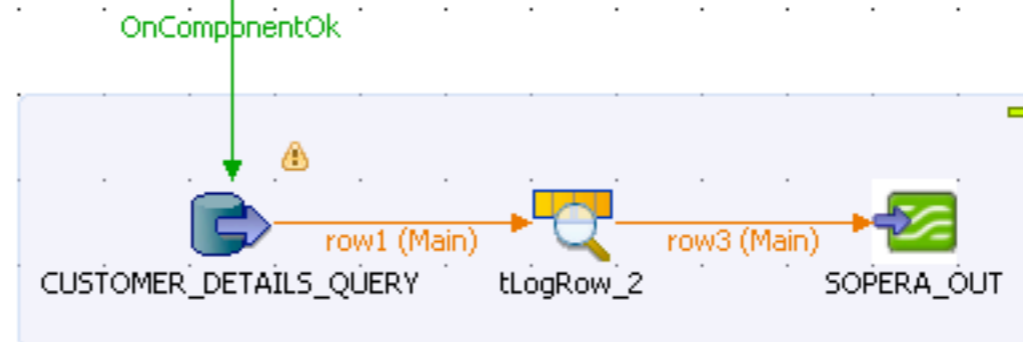 OnComponentOk
row1 (Main)
row3 (Main)
CUSTOMER_DETAILS_QUERY
tLogRow_2
SOPERA_OUT